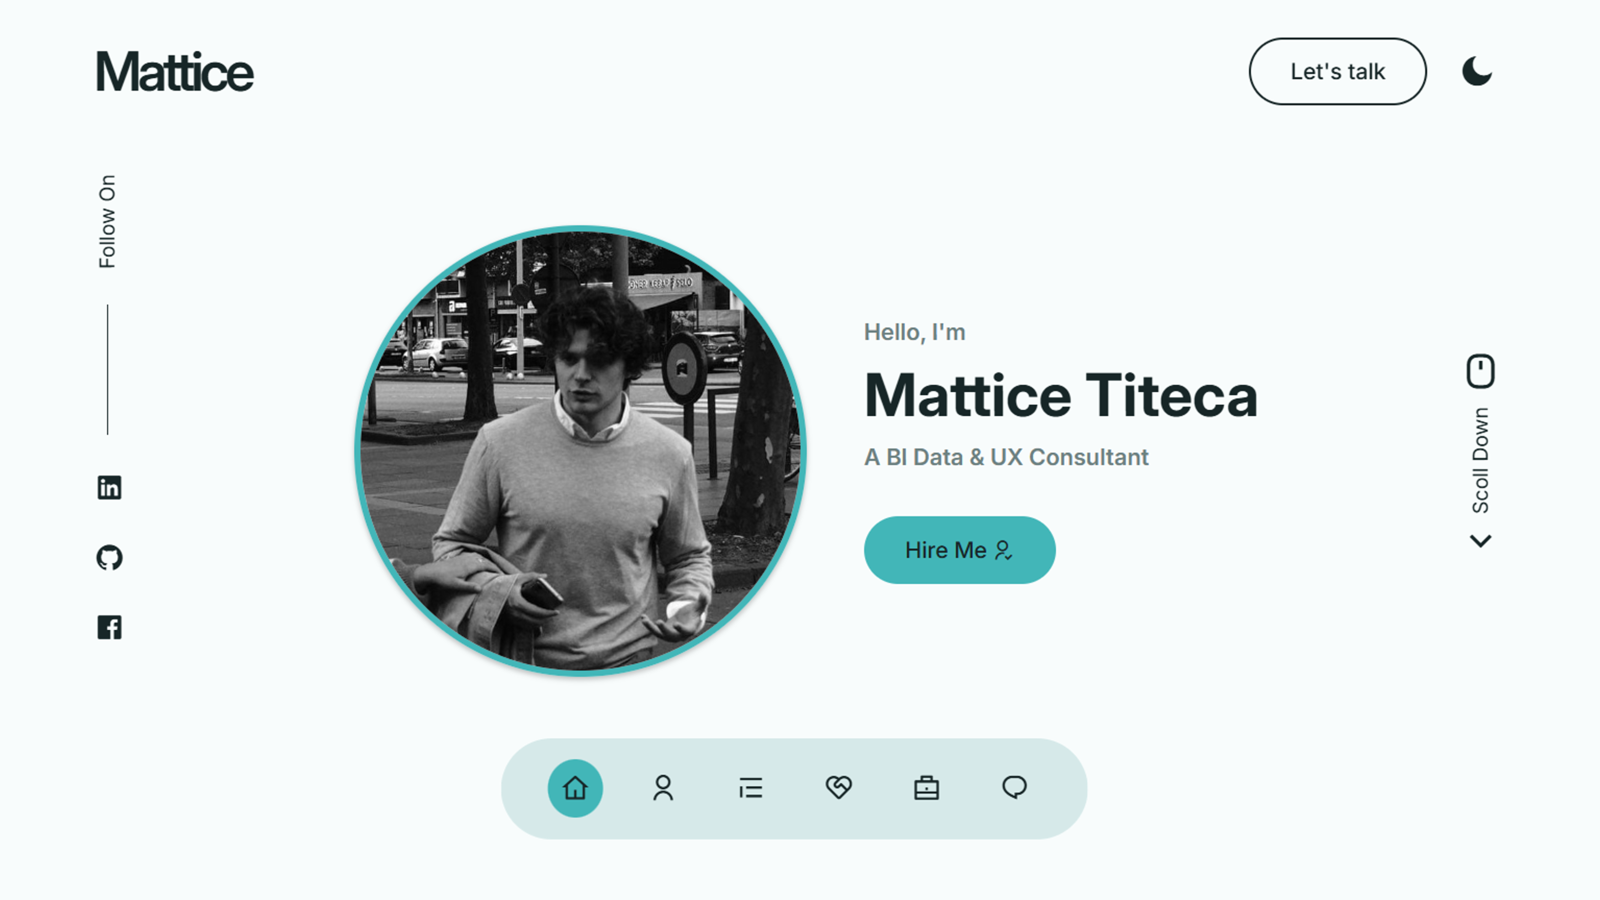 Mattice
Let's talk
Follow On
Hello, I'm
Mattice Titeca
A BI Data & UX Consultant
Hire Me
Scoll Down